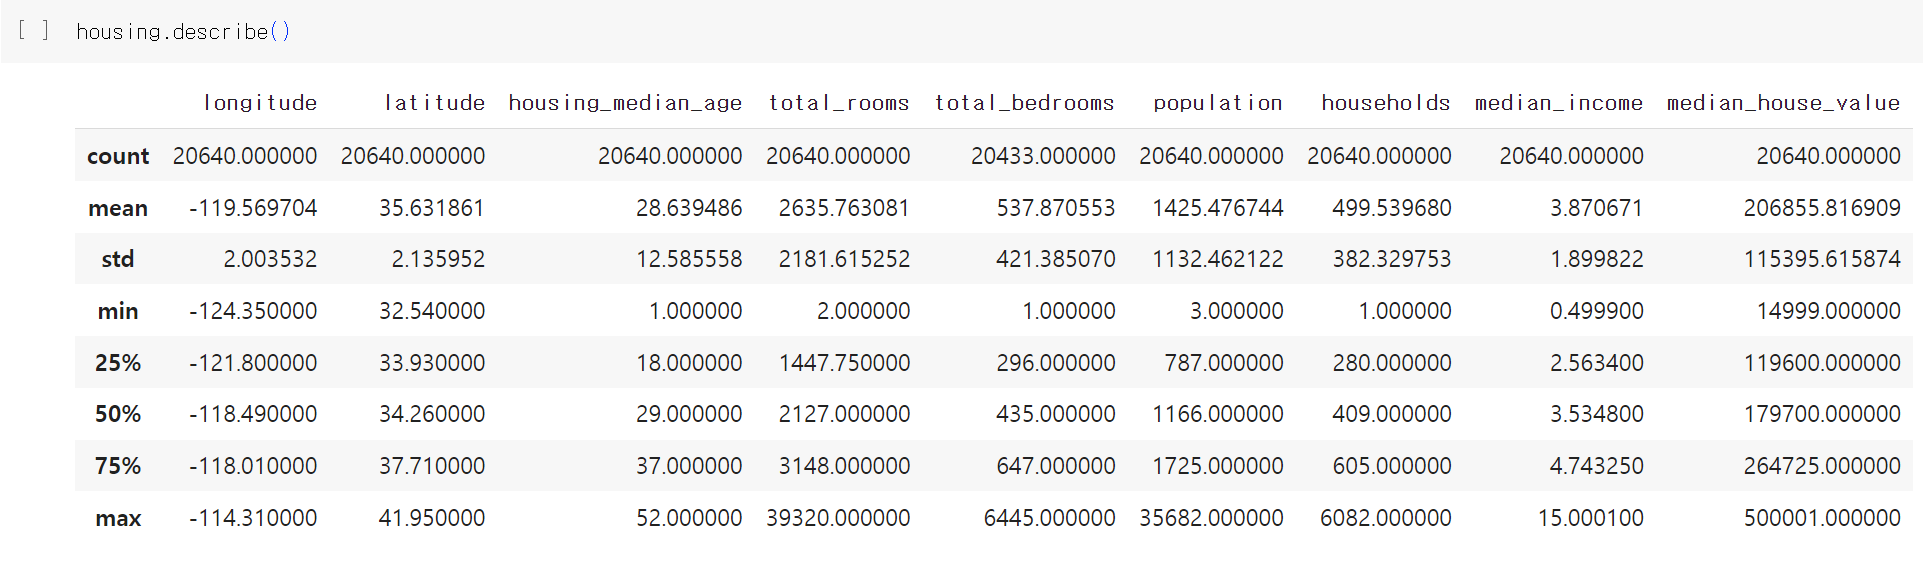 [ ] housing.describe()
longitude latitude housing_median_age total_rooms total_bedrooms population households median_income median_house_value
count 20640.000000 20640.000000 20640.000000 20640.000000 20433.000000 20640.000000 20640.000000 20640.000000 20640.000000
mean -119.569704 35.631861 28.639486 2635.763081 537.870553 1425.476744 499.539680 3.870671 206855.816909
std 2.003532 2.135952 12.585558 2181.615252 421.385070 1132.462122 382.329753 1.899822 115395.615874
min -124.350000 32.540000 1.000000 2.000000 1.000000 3.000000 1.000000 0.499900 14999.000000
25% -121.800000 33.930000 18.000000 1447.750000 296.000000 787.000000 280.000000 2.563400 119600.000000
50% -118.490000 34.260000 29.000000 2127.000000 435.000000 1166.000000 409.000000 3.534800 179700.000000
75% -118.010000 37.710000 37.000000 3148.000000 647.000000 1725.000000 605.000000 4.743250 264725.000000
max -114.310000 41.950000 52.000000 39320.000000 6445.000000 35682.000000 6082.000000 15.000100 500001.000000